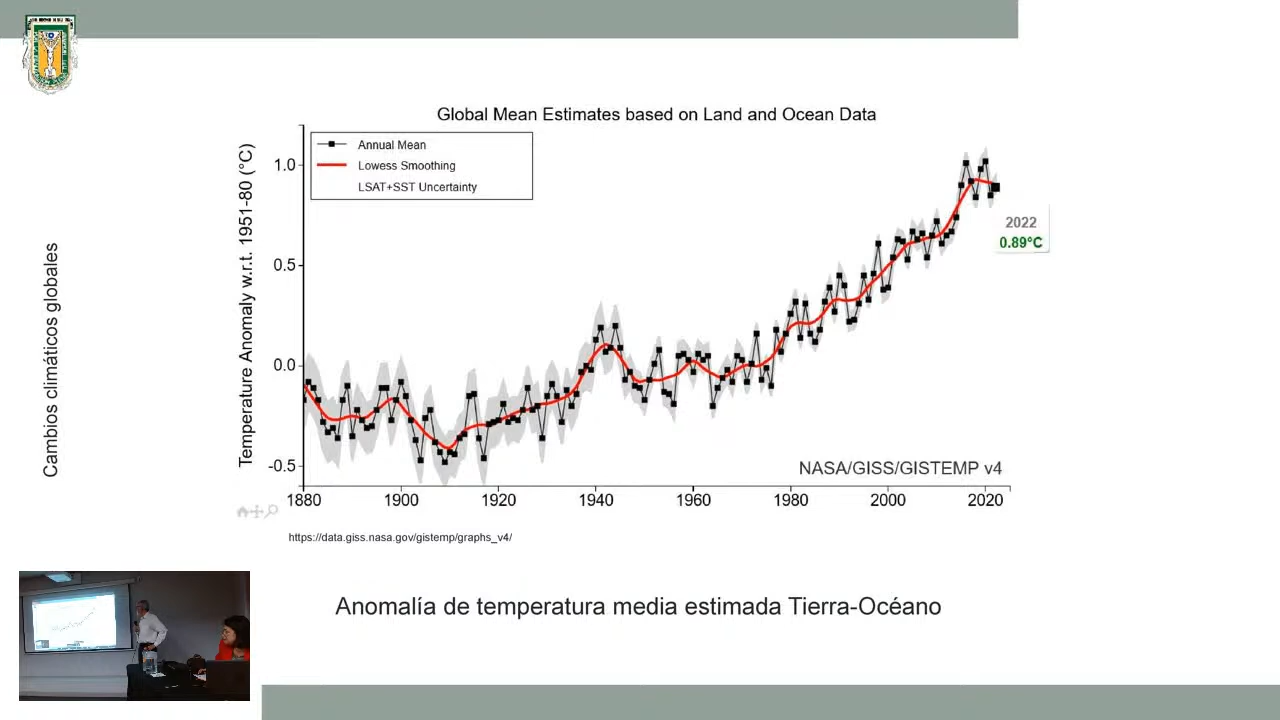 Global Mean Estimates based on Land and Ocean Data
Annual Mean
Lowess Smoothing
LSAT+SST Uncertainty
Temperature Anomaly w.r.t. 1951-80 (°C)
1.0
0.5
0.0
-0.5
2022
0.89°C
NASA/GISS/GISTEMP v4
1880 1900 1920 1940 1960 1980 2000 2020
https://data.giss.nasa.gov/gistemp/graphs_v4/
Cambios climáticos globales
Anomalía de temperatura media estimada Tierra-Océano